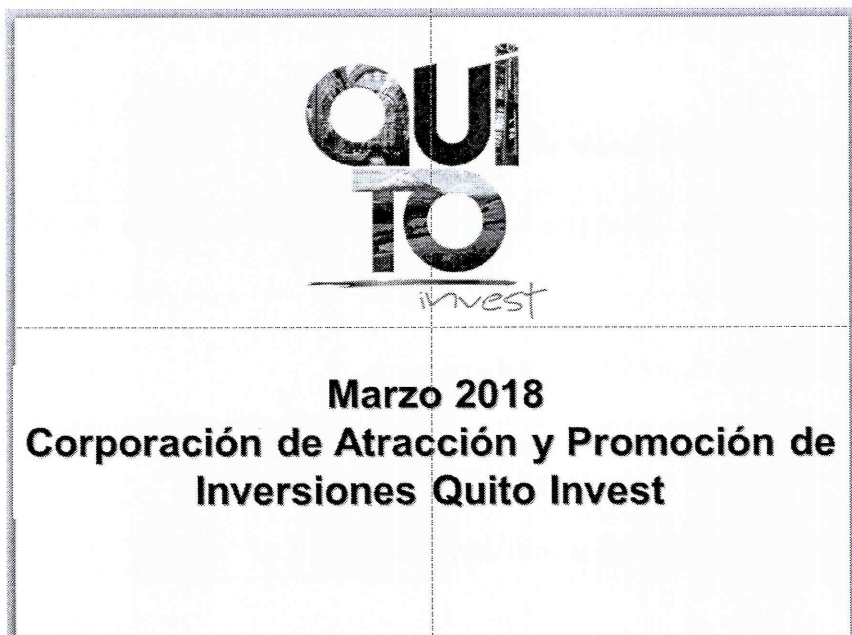 QUI
TO
invest
Marzo 2018
Corporación de Atracción y Promoción de
Inversiones Quito Invest